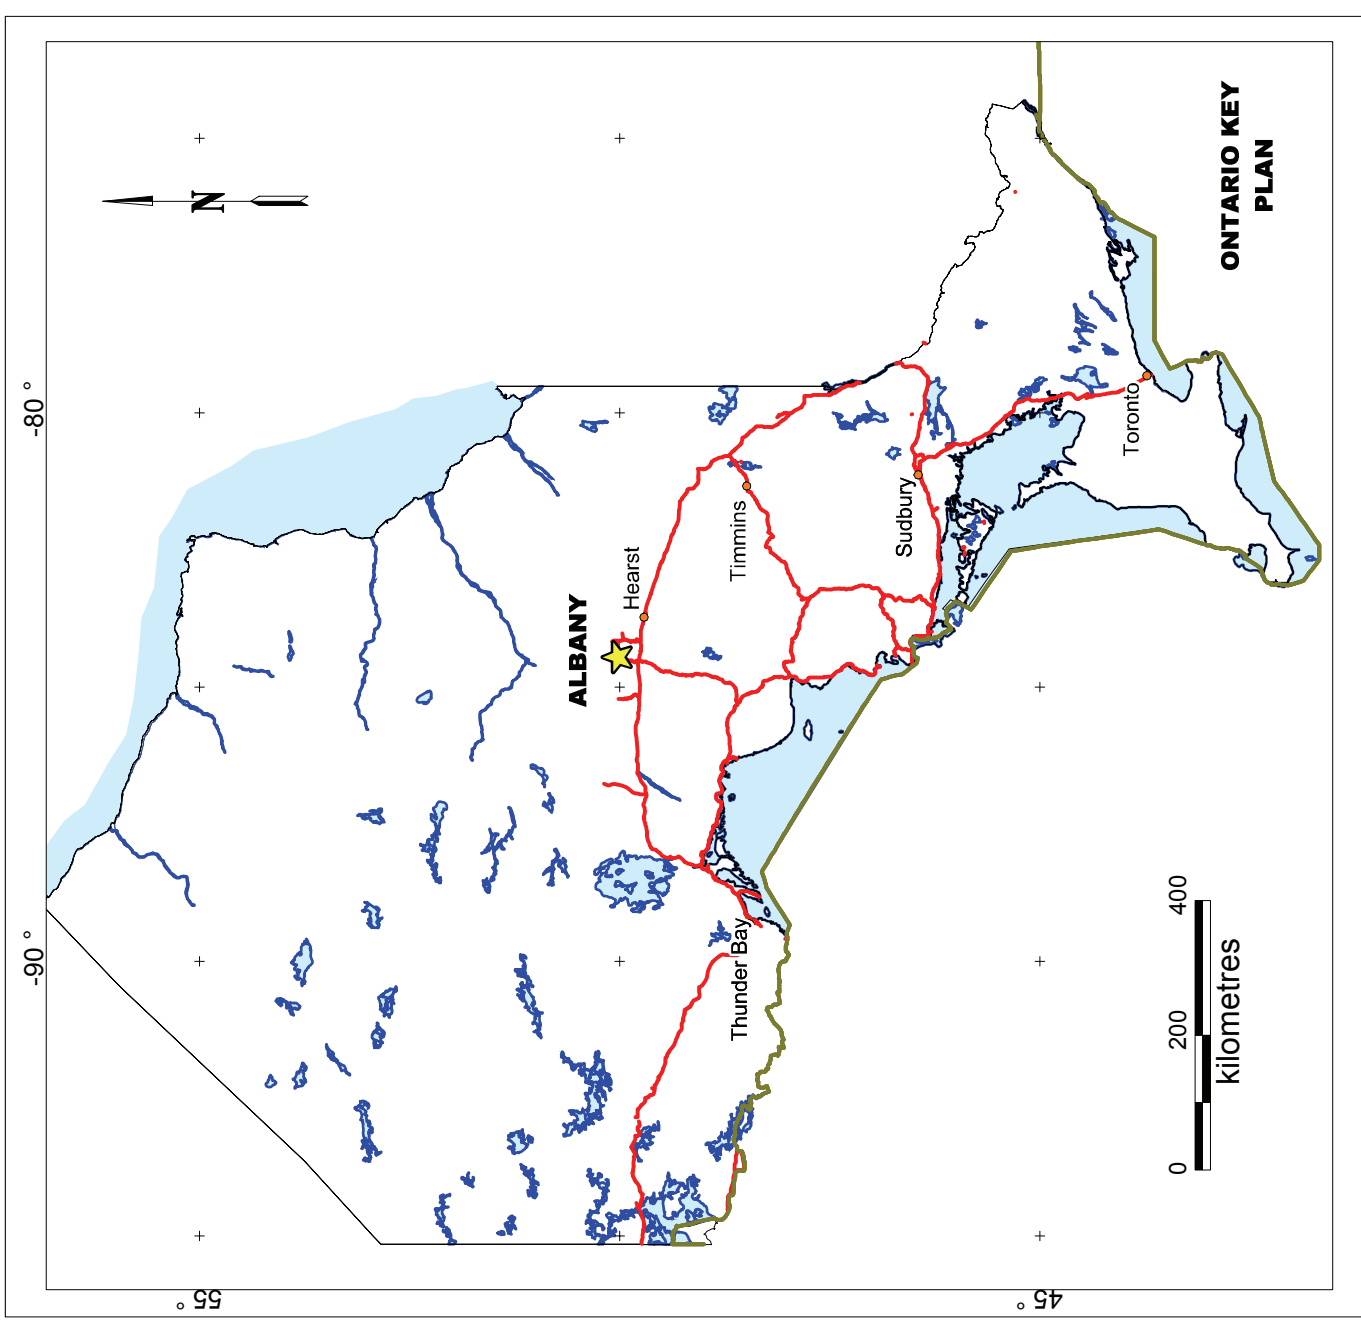 ONTARIO KEY
PLAN
N
-80 °
-90 °
55 °
45 °
ALBANY
Hearst
Timmins
Sudbury
Toronto
Thunder Bay
0 200 400
kilometres